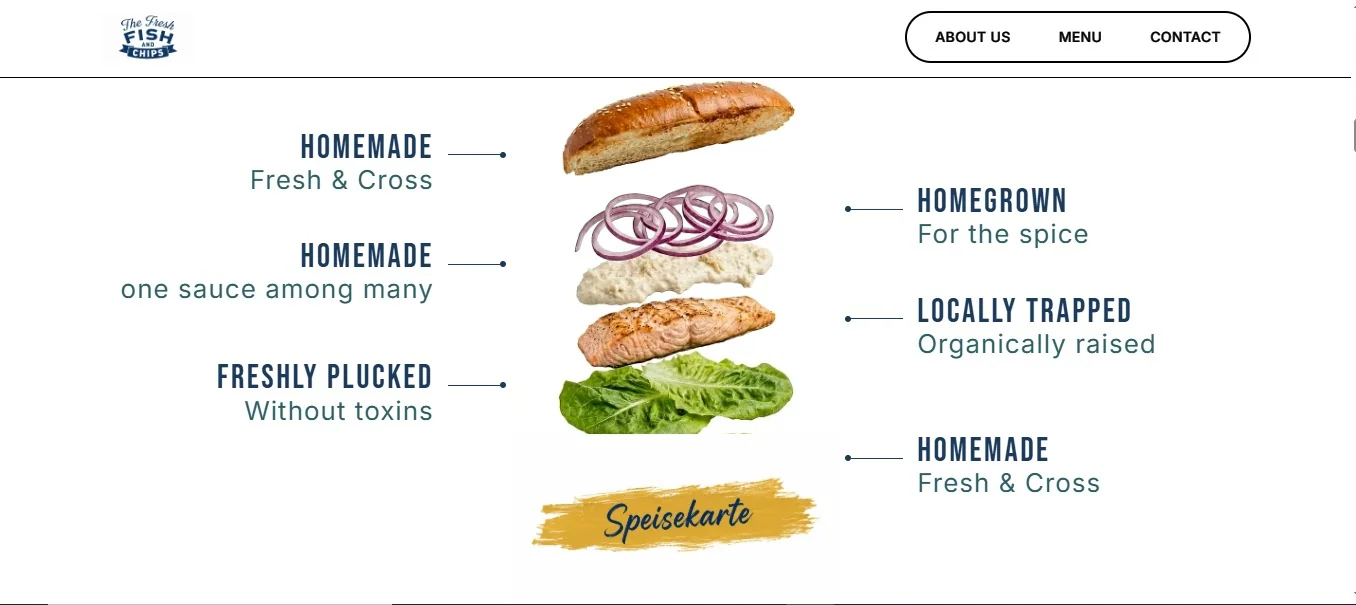 The Fresh
FISH
AND
CHIPS
ABOUT US
MENU
CONTACT
HOMEMADE
Fresh & Cross
HOMEGROWN
For the spice
HOMEMADE
one sauce among many
LOCALLY TRAPPED
Organically raised
FRESHLY PLUCKED
Without toxins
HOMEMADE
Fresh & Cross
Speisekarte